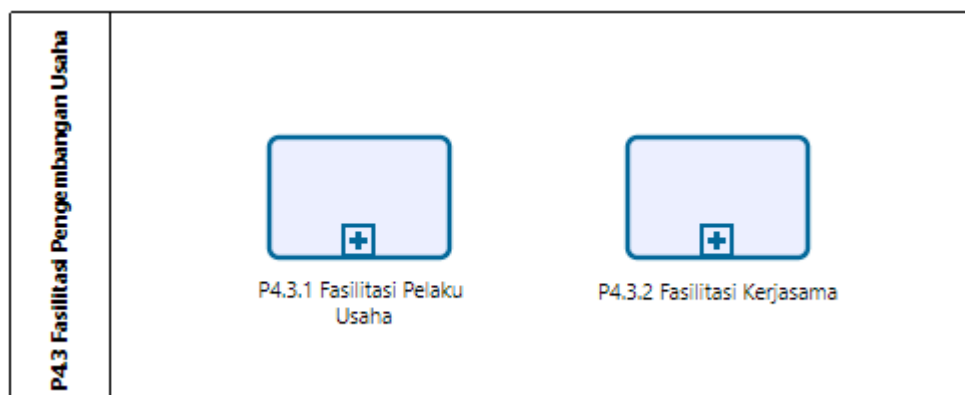 P4.3 Fasilitasi Pengembangan Usaha
P4.3.1 Fasilitasi Pelaku
Usaha
P4.3.2 Fasilitasi Kerjasama